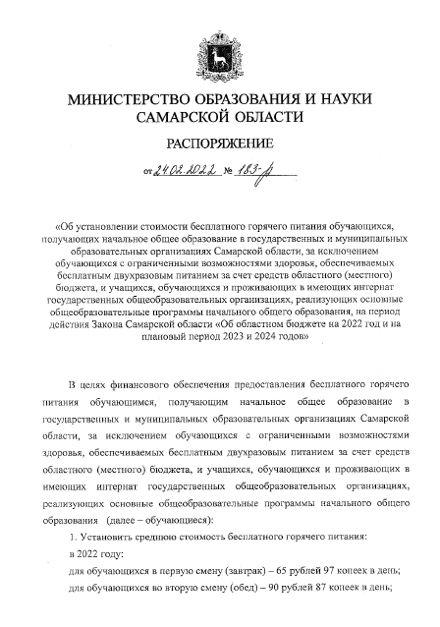 МИНИСТЕРСТВО ОБРАЗОВАНИЯ И НАУКИ
САМАРСКОЙ ОБЛАСТИ
РАСПОРЯЖЕНИЕ
от 24.02.2022 № 183-р
«Об установлении стоимости бесплатного горячего питания обучающихся,
получающих начальное общее образование в государственных и муниципальных
образовательных организациях Самарской области, за исключением
обучающихся с ограниченными возможностями здоровья, обеспечиваемых
бесплатным двухразовым питанием за счет средств областного (местного)
бюджета, и учащихся, обучающихся и проживающих в имеющих интернат
государственных общеобразовательных организациях, реализующих основные
общеобразовательные программы начального общего образования, на период
действия Закона Самарской области «Об областном бюджете на 2022 год и на
плановый период 2023 и 2024 годов»
В целях финансового обеспечения предоставления бесплатного горячего
питания обучающимся, получающим начальное общее образование в
государственных и муниципальных образовательных организациях Самарской
области, за исключением обучающихся с ограниченными возможностями
здоровья, обеспечиваемых бесплатным двухразовым питанием за счет средств
областного (местного) бюджета, и учащихся, обучающихся и проживающих в
имеющих интернат государственных общеобразовательных организациях,
реализующих основные общеобразовательные программы начального общего
образования (далее – обучающиеся):
1. Установить среднюю стоимость бесплатного горячего питания:
в 2022 году:
для обучающихся в первую смену (завтрак) – 65 рублей 97 копеек в день;
для обучающихся во вторую смену (обед) – 90 рублей 87 копеек в день;